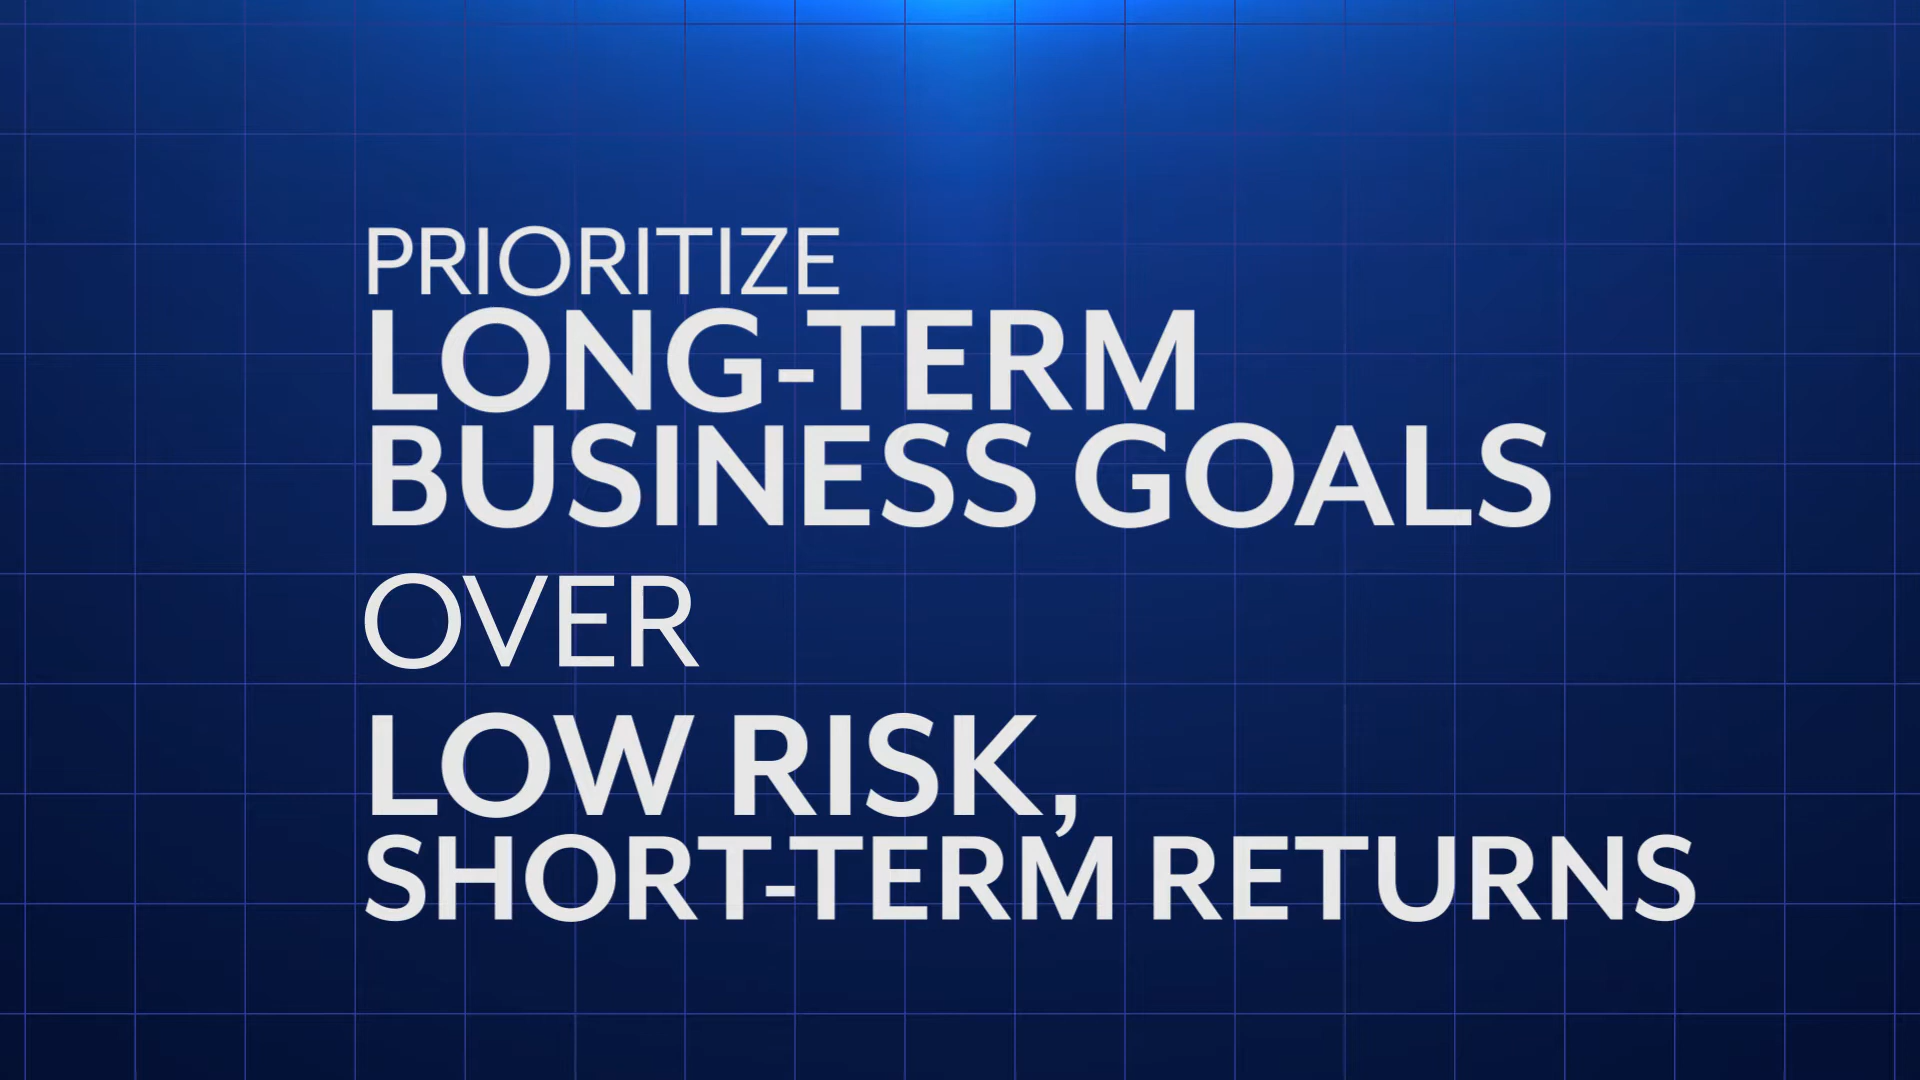 PRIORITIZE
LONG-TERM
BUSINESS GOALS
OVER
LOW RISK,
SHORT-TERM RETURNS